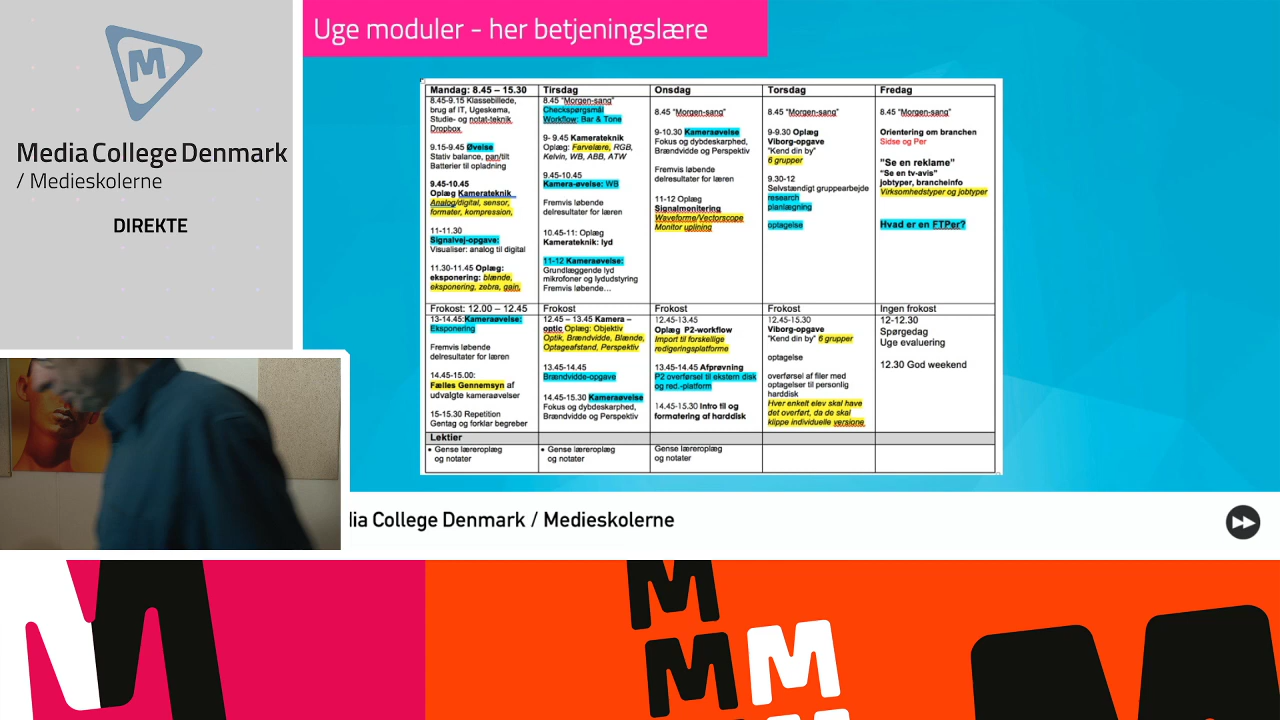 Uge moduler - her betjeningslære
M
Media College Denmark
/ Medieskolerne
DIREKTE
Mandag: 8.45 – 15.30
8.45-9.15 Klassebillede,
brug af IT, Ugeskema,
Studie- og notat-teknik
Dropbox
9.15-9.45 Øvelse
Stativ balance, pan/tilt
Batterier til opladning
9.45-10.45
Oplæg Kamerateknik
Analog/digital, sensor,
formater, kompression,
11-11.30
Signalvej-opgave:
Visualiser: analog til digital
11.30-11.45 Oplæg:
eksponering: blænde,
eksponering, zebra, gain,
Tirsdag
8.45 "Morgen-sang"
Checkspørgsmål
Workflow: Bar & Tone
9- 9.45 Kamerateknik
Oplæg: Farvelære, RGB,
Kelvin, WB, ABB, ATW
9.45-10.45
Kamera-øvelse: WB
Fremvis løbende
delresultater for læren
10.45-11: Oplæg
Kamerateknik: lyd
11-12 Kameraøvelse:
Grundlæggende lyd
mikrofoner og lydudstyring
Fremvis løbende...
Onsdag
8.45 "Morgen-sang"
9-10.30 Kameraøvelse
Fokus og dybdeskarphed,
Brændvidde og Perspektiv
Fremvis løbende
delresultater for læren
11-12 Oplæg
Signalmonitering
Waveforme/Vectorscope
Monitor uplining
Torsdag
8.45 "Morgen-sang"
9-9.30 Oplæg
Viborg-opgave
"Kend din by"
6 grupper
9.30-12
Selvstændigt gruppearbejde
research
planlægning
optagelse
Fredag
8.45 "Morgen-sang"
Orientering om branchen
Sidse og Per
"Se en reklame"
"Se en tv-avis"
jobtyper, brancheinfo
Virksomhedstyper og jobtyper
Hvad er en FTPer?
Frokost: 12.00 – 12.45
Frokost
Frokost
Frokost
Ingen frokost
13-14.45:Kameraøvelse:
Eksponering
Fremvis løbende
delresultater for læren
14.45-15.00:
Fælles Gennemsyn af
udvalgte kameraøvelser
15-15.30 Repetition
Gentag og forklar begreber
12.45 – 13.45 Kamera –
optic Oplæg: Objektiv
Optik, Brændvidde, Blænde,
Optageafstand, Perspektiv
13.45-14.45
Brændvidde-opgave
14.45-15.30 Kameraøvelse
Fokus og dybdeskarphed,
Brændvidde og Perspektiv
12.45-13.45
Oplæg P2-workflow
Import til forskellige
redigeringsplatforme
13.45-14.45 Afprøvning
P2 overførsel til ekstern disk
og red.-platform
14.45-15.30 Intro til og
formatering af harddisk
12.45-15.30
Viborg-opgave
"Kend din by" 6 grupper
optagelse
overførsel af filer med
optagelser til personlig
harddisk
Hver enkelt elev skal have
det overført, da de skal
klippe individuelle versione
12-12.30
Spørgedag
Uge evaluering
12.30 God weekend
Lektier
• Gense læreroplæg
og notater
• Gense læreroplæg
og notater
Gense læreroplæg
og notater
dia College Denmark / Medieskolerne
M
M
M
M
M